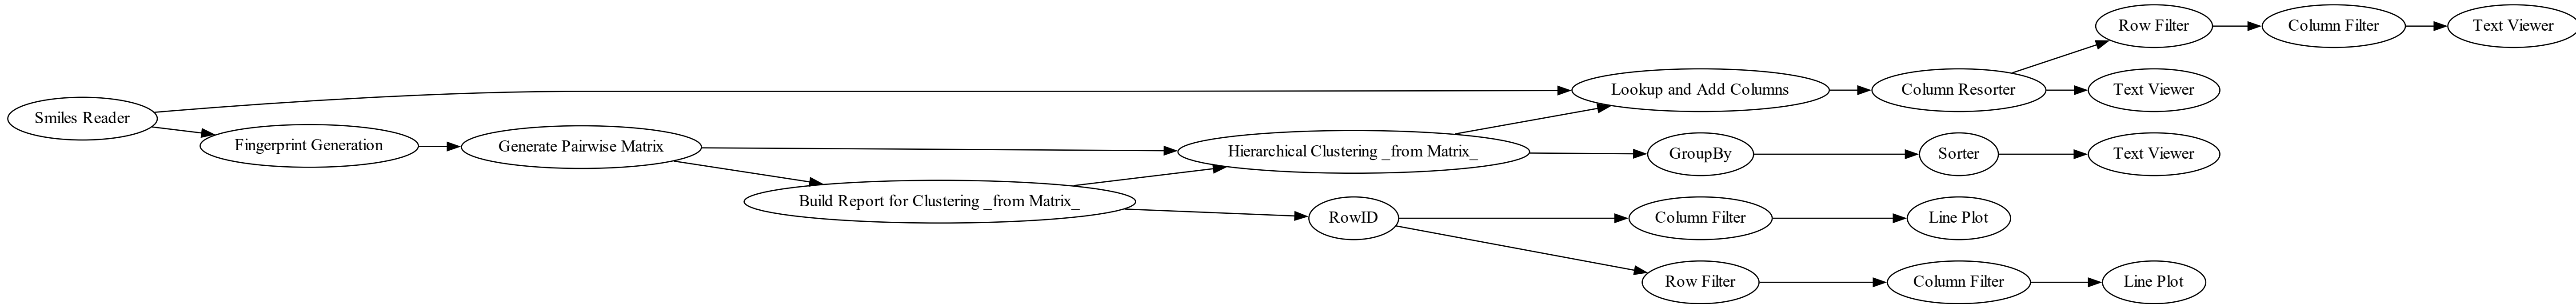 Row Filter
Column Filter
Text Viewer
Lookup and Add Columns
Column Resorter
Text Viewer
Smiles Reader
Fingerprint Generation
Generate Pairwise Matrix
Hierarchical Clustering _from Matrix_
GroupBy
Sorter
Text Viewer
Build Report for Clustering _from Matrix_
RowID
Column Filter
Line Plot
Row Filter
Column Filter
Line Plot